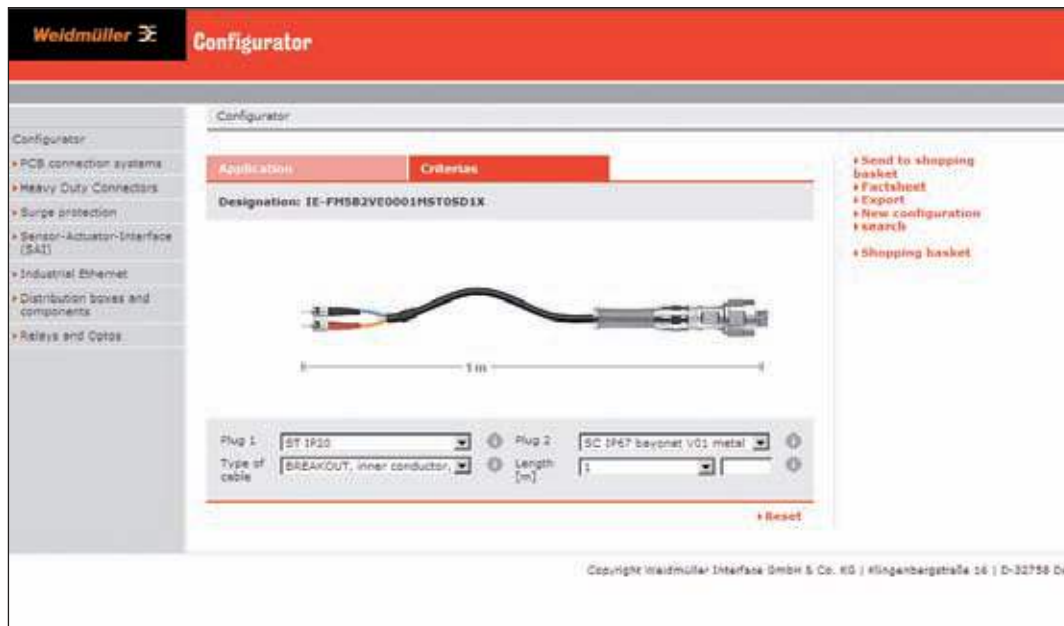 Weidmüller
Configurator
Configurator
Configurator
PCB connection systems
Heavy Duty Connectors
Surge protection
Sensor-Actuator-Interface
(SAI)
Industrial Ethernet
Distribution boxes and
components
Relays and Optos
Application
Criterias
Designation: IE-FM5B2VE0001MST0SD1X
1 m
Plug 1
ST IP20
Plug 2
SC IP67 bayonet V01 metal
Type of
cable
BREAKOUT, inner conductor,
Length
[m]
1
Reset
Send to shopping
basket
Factsheet
Export
New configuration
search
Shopping basket
Copyright Weidmüller Interface GmbH & Co. KG | Klingenbergstraße 16 | D-32758 De